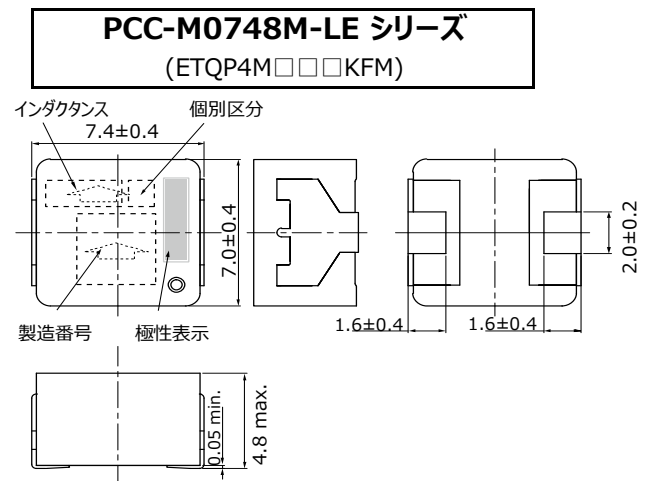 PCC-M0748M-LE シリーズ
(ETQP4M□□□KFM)
インダクタンス
個別区分
7.4±0.4
7.0±0.4
2.0±0.2
製造番号
極性表示
1.6±0.4
1.6±0.4
0.05 min.
4.8 max.